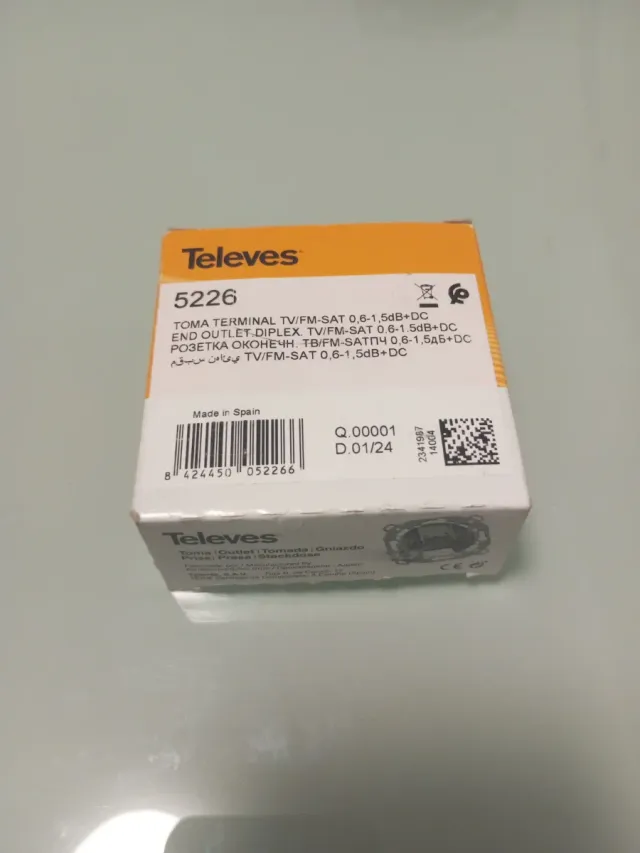 Televes
5226
TOMA TERMINAL TV/FM-SAT 0,6-1,5dB+DC
END OUTLET DIPLEX. TV/FM-SAT 0.6-1.5dB+DC
РОЗЕТКА ОКОНЕЧН. ТВ/FM-SATПЧ 0,6-1,5дБ+DC
TV/FM-SAT 0,6-1,5dB+DC
Made in Spain
8 424450 052266
Q.00001
D.01/24
2341987
14004
Televes
Toma | Outlet | Tomada | Gniazdo
Prise | Presa | Steckdose
CE